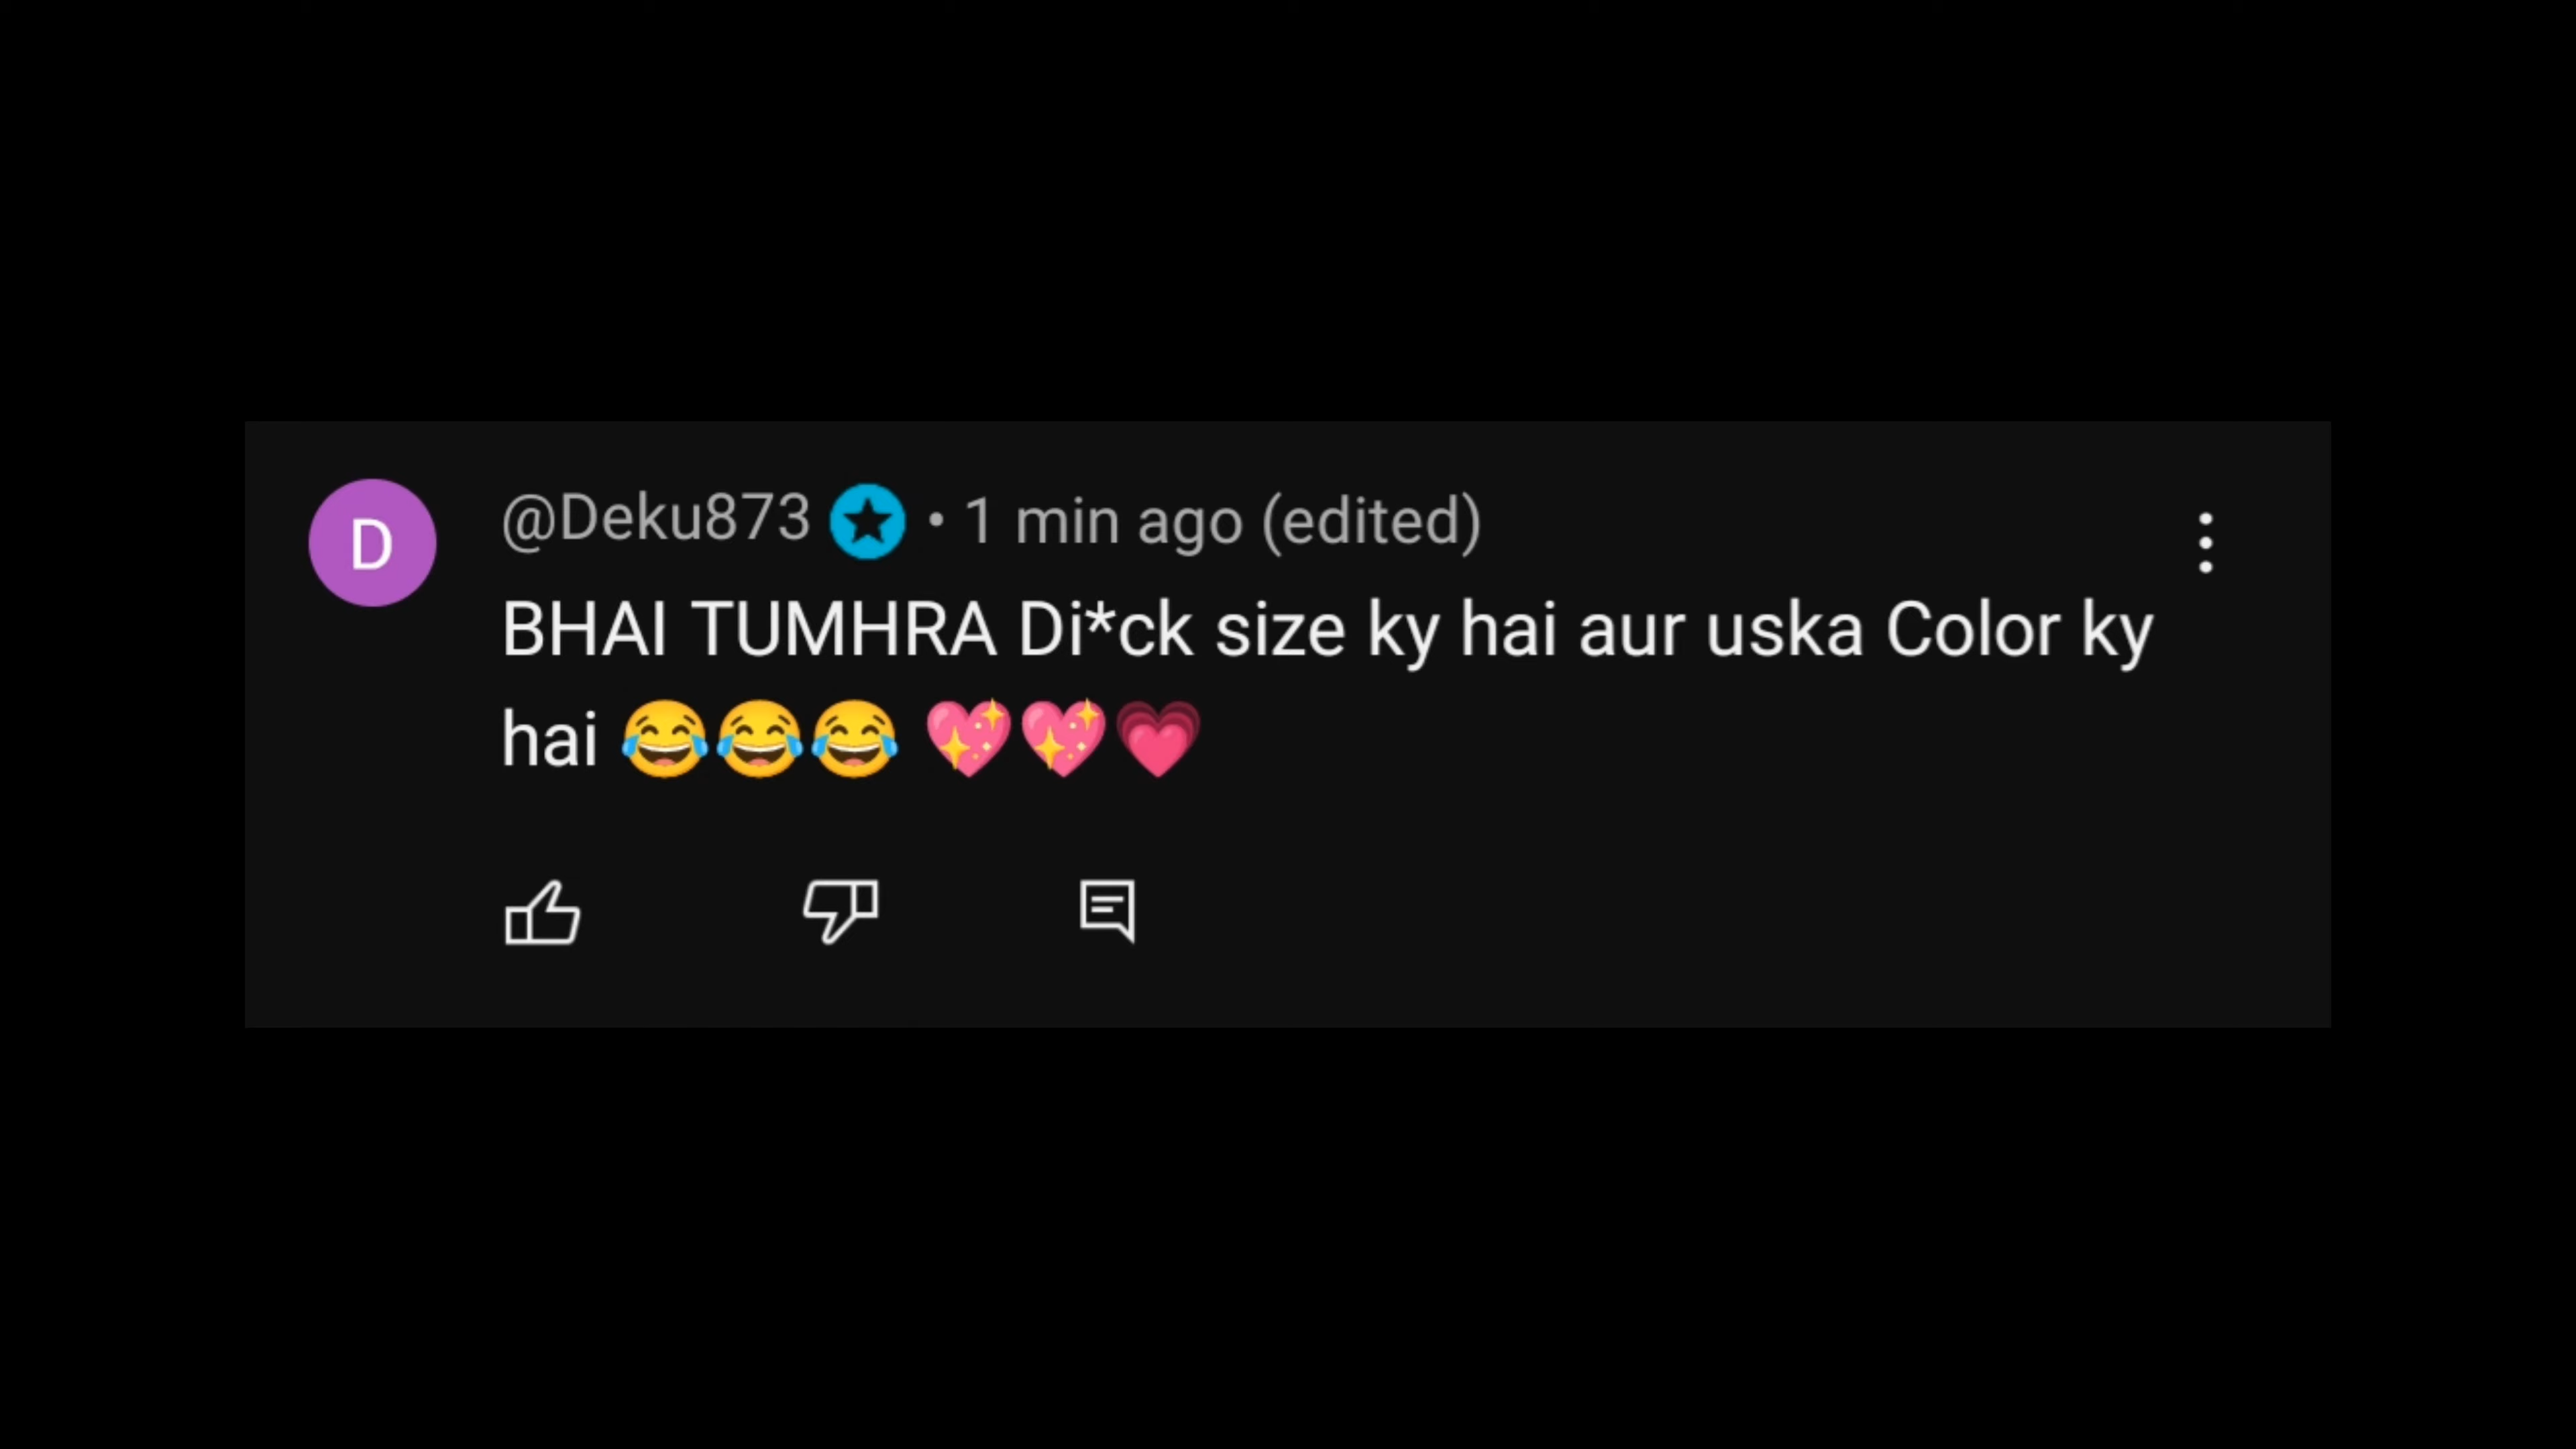 D
@Deku873 • 1 min ago (edited)
BHAI TUMHRA Di*ck size ky hai aur uska Color ky
hai 😂😂😂 💖💖💗